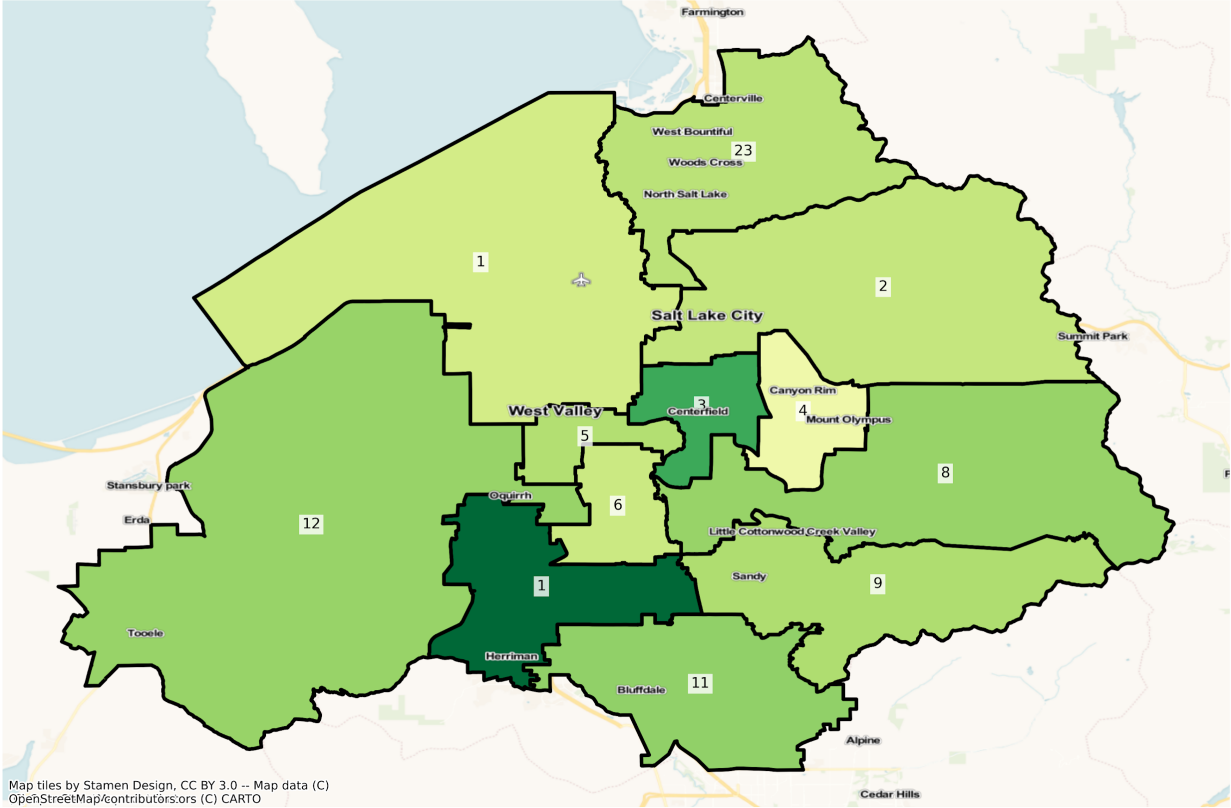 Farmington
Centerville
West Bountiful
23
Woods Cross
North Salt Lake
1
2
Salt Lake City
Summit Park
Canyon Rim
3
4
West Valley
Centerfield
Mount Olympus
5
8
Stansbury park
Oquirrh
6
Erda
12
Little Cottonwood Creek Valley
Sandy
9
1
Tooele
Herriman
11
Bluffdale
Alpine
Cedar Hills
Map tiles by Stamen Design, CC BY 3.0 -- Map data (C)
OpenStreetMap contributors (C) CARTO